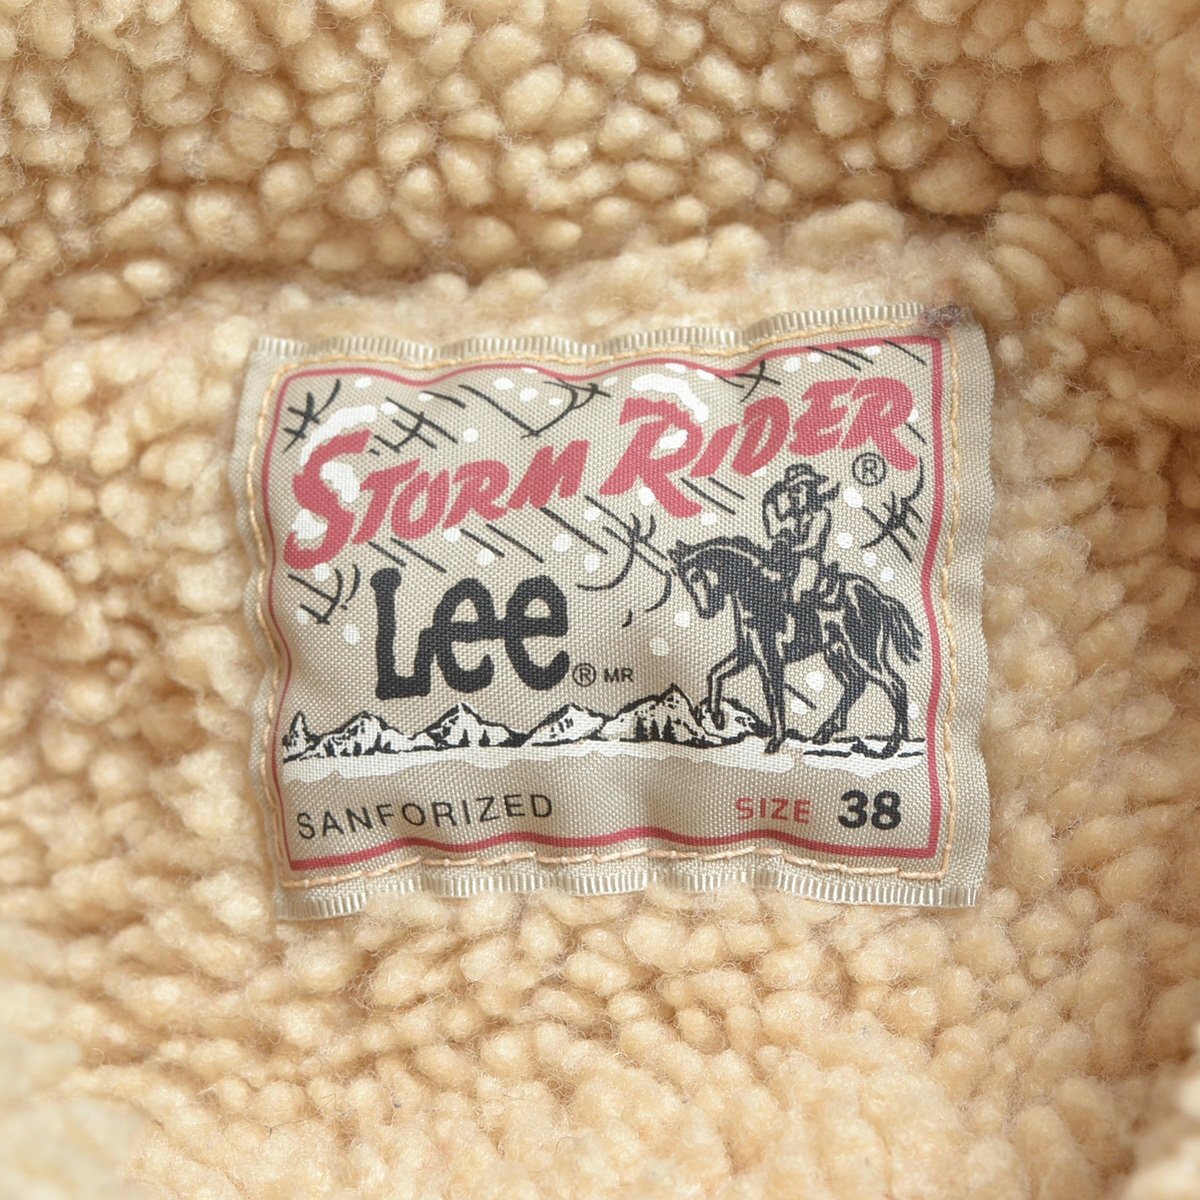 STORM RIDER ®
Lee ® MR
SANFORIZED SIZE 38